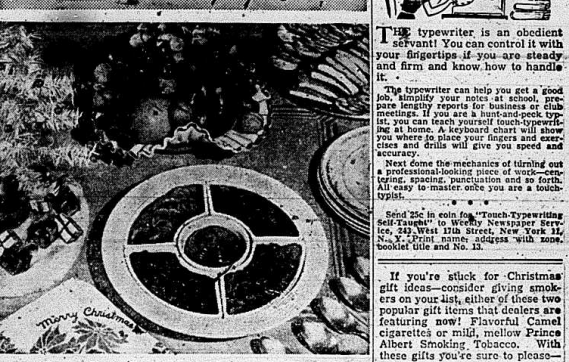 Merry Christmas
THE typewriter is an obedient
servant! You can control it with
your fingertips if you are steady
and firm and know how to handle
it.
The typewriter can help you get a good
job, simplify your notes at school, pre-
pare lengthy reports for business or club
meetings. If you are a hunt-and-peck typ-
ist, you can teach yourself touch-typewrit-
ing at home. A keyboard chart will show
you where to place your fingers and exer-
cises and drills will give you speed and
accuracy.
Next come the mechanics of turning out
a professional-looking piece of work—cen-
tering, spacing, punctuation and so forth.
All easy to master once you are a touch-
typist.
Send 25c in coin for "Touch-Typewriting
Self-Taught" to Weekly Newspaper Serv-
ice, 243 West 17th Street, New York 11,
N. Y. Print name, address with zone,
booklet title and No. 13.
If you're stuck for Christmas
gift ideas—consider giving smok-
ers on your list, either of these two
popular gift items that dealers are
featuring now! Flavorful Camel
cigarettes or mild, mellow Prince
Albert Smoking Tobacco. With
these gifts you're sure to please—